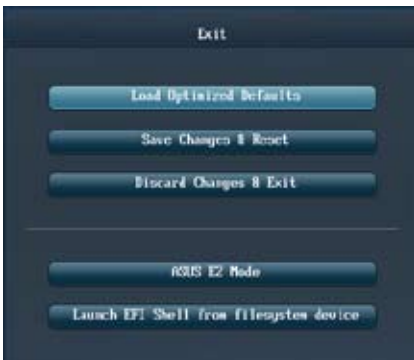 Exit
Load Optimized Defaults
Save Changes & Reset
Discard Changes & Exit
ASUS EZ Mode
Launch EFI Shell from filesystem device